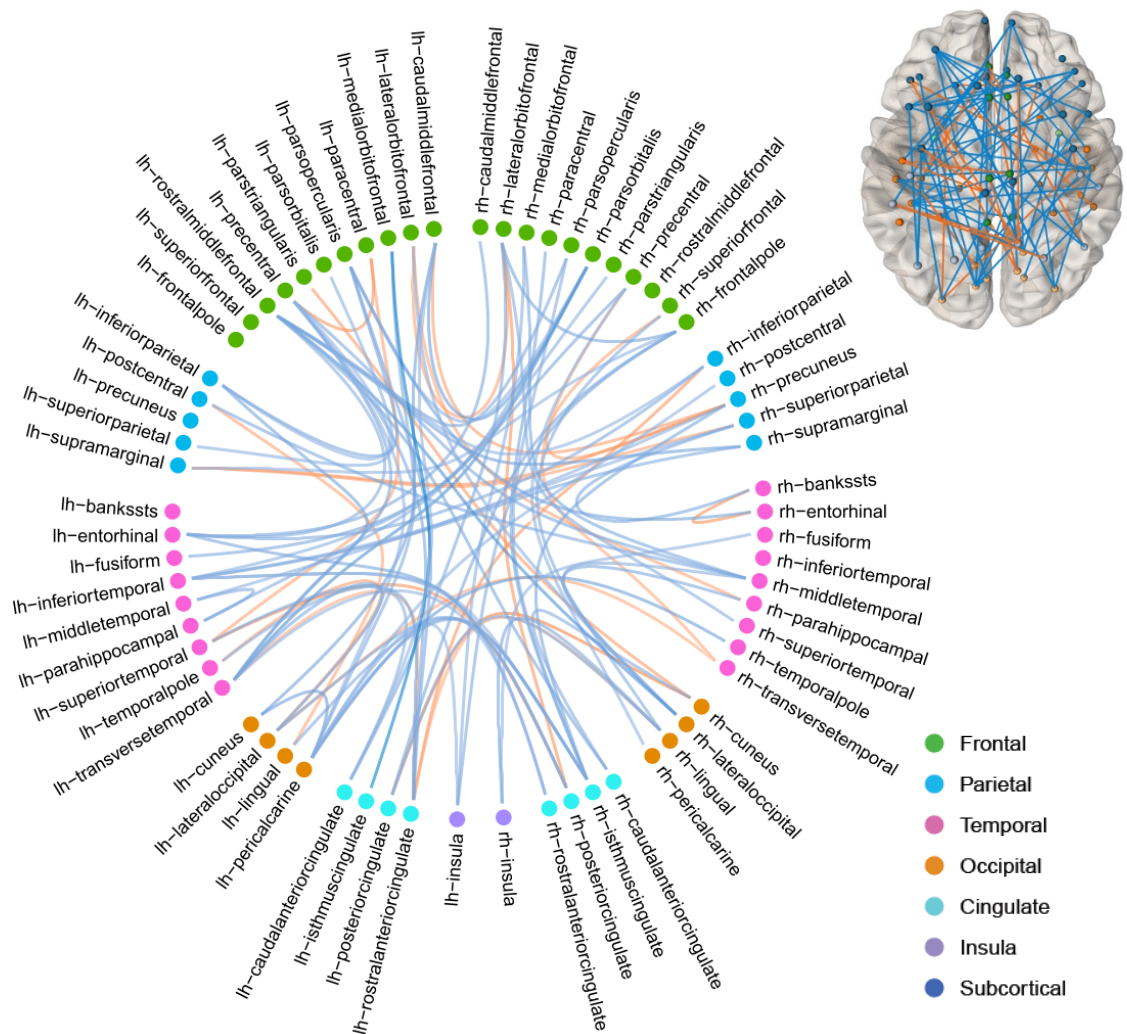 lh−caudalmiddlefrontal
lh−lateralorbitofrontal
lh−medialorbitofrontal
lh−paracentral
lh−parsopercularis
lh−parsorbitalis
lh−parstriangularis
lh−precentral
lh−rostralmiddlefrontal
lh−superiorfrontal
lh−frontalpole
lh−inferiorparietal
lh−postcentral
lh−precuneus
lh−superiorparietal
lh−supramarginal
lh−bankssts
lh−entorhinal
lh−fusiform
lh−inferiortemporal
lh−middletemporal
lh−parahippocampal
lh−superiortemporal
lh−temporalpole
lh−transversetemporal
lh−cuneus
lh−lateraloccipital
lh−lingual
lh−pericalcarine
lh−caudalanteriorcingulate
lh−isthmuscingulate
lh−posteriorcingulate
lh−rostralanteriorcingulate
lh−insula
rh−caudalmiddlefrontal
rh−lateralorbitofrontal
rh−medialorbitofrontal
rh−paracentral
rh−parsopercularis
rh−parsorbitalis
rh−parstriangularis
rh−precentral
rh−rostralmiddlefrontal
rh−superiorfrontal
rh−frontalpole
rh−inferiorparietal
rh−postcentral
rh−precuneus
rh−superiorparietal
rh−supramarginal
rh−bankssts
rh−entorhinal
rh−fusiform
rh−inferiortemporal
rh−middletemporal
rh−parahippocampal
rh−superiortemporal
rh−temporalpole
rh−transversetemporal
rh−cuneus
rh−lateraloccipital
rh−lingual
rh−pericalcarine
rh−caudalanteriorcingulate
rh−isthmuscingulate
rh−posteriorcingulate
rh−rostralanteriorcingulate
rh−insula
Frontal
Parietal
Temporal
Occipital
Cingulate
Insula
Subcortical